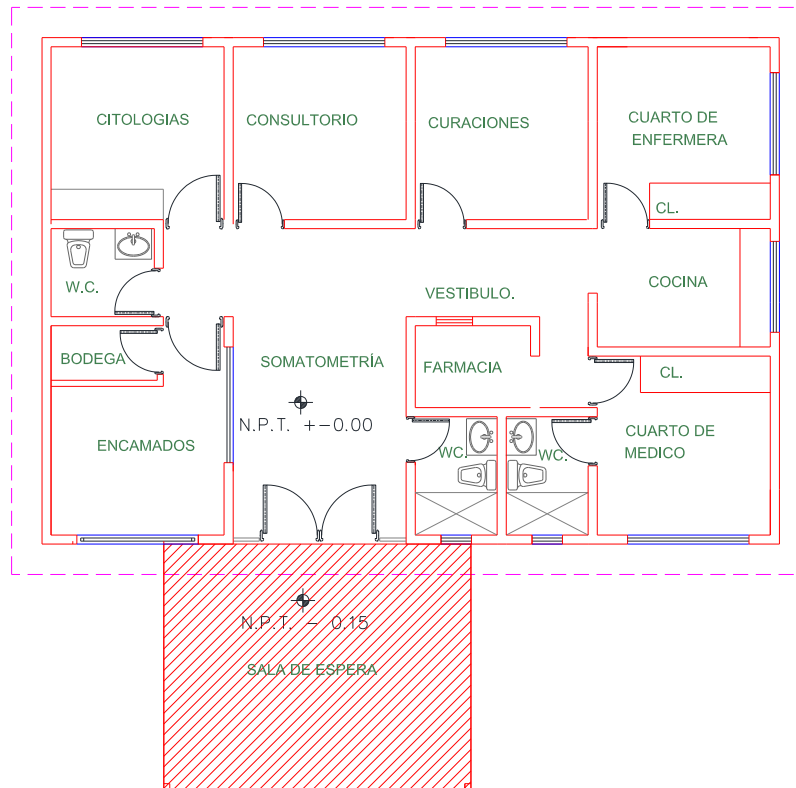 CITOLOGIAS
CONSULTORIO
CURACIONES
CUARTO DE
ENFERMERA
CL.
W.C.
VESTIBULO.
COCINA
BODEGA
SOMATOMETRÍA
FARMACIA
CL.
N.P.T. +-0.00
ENCAMADOS
WC.
WC.
CUARTO DE
MEDICO
N.P.T. - 0.15
SALA DE ESPERA